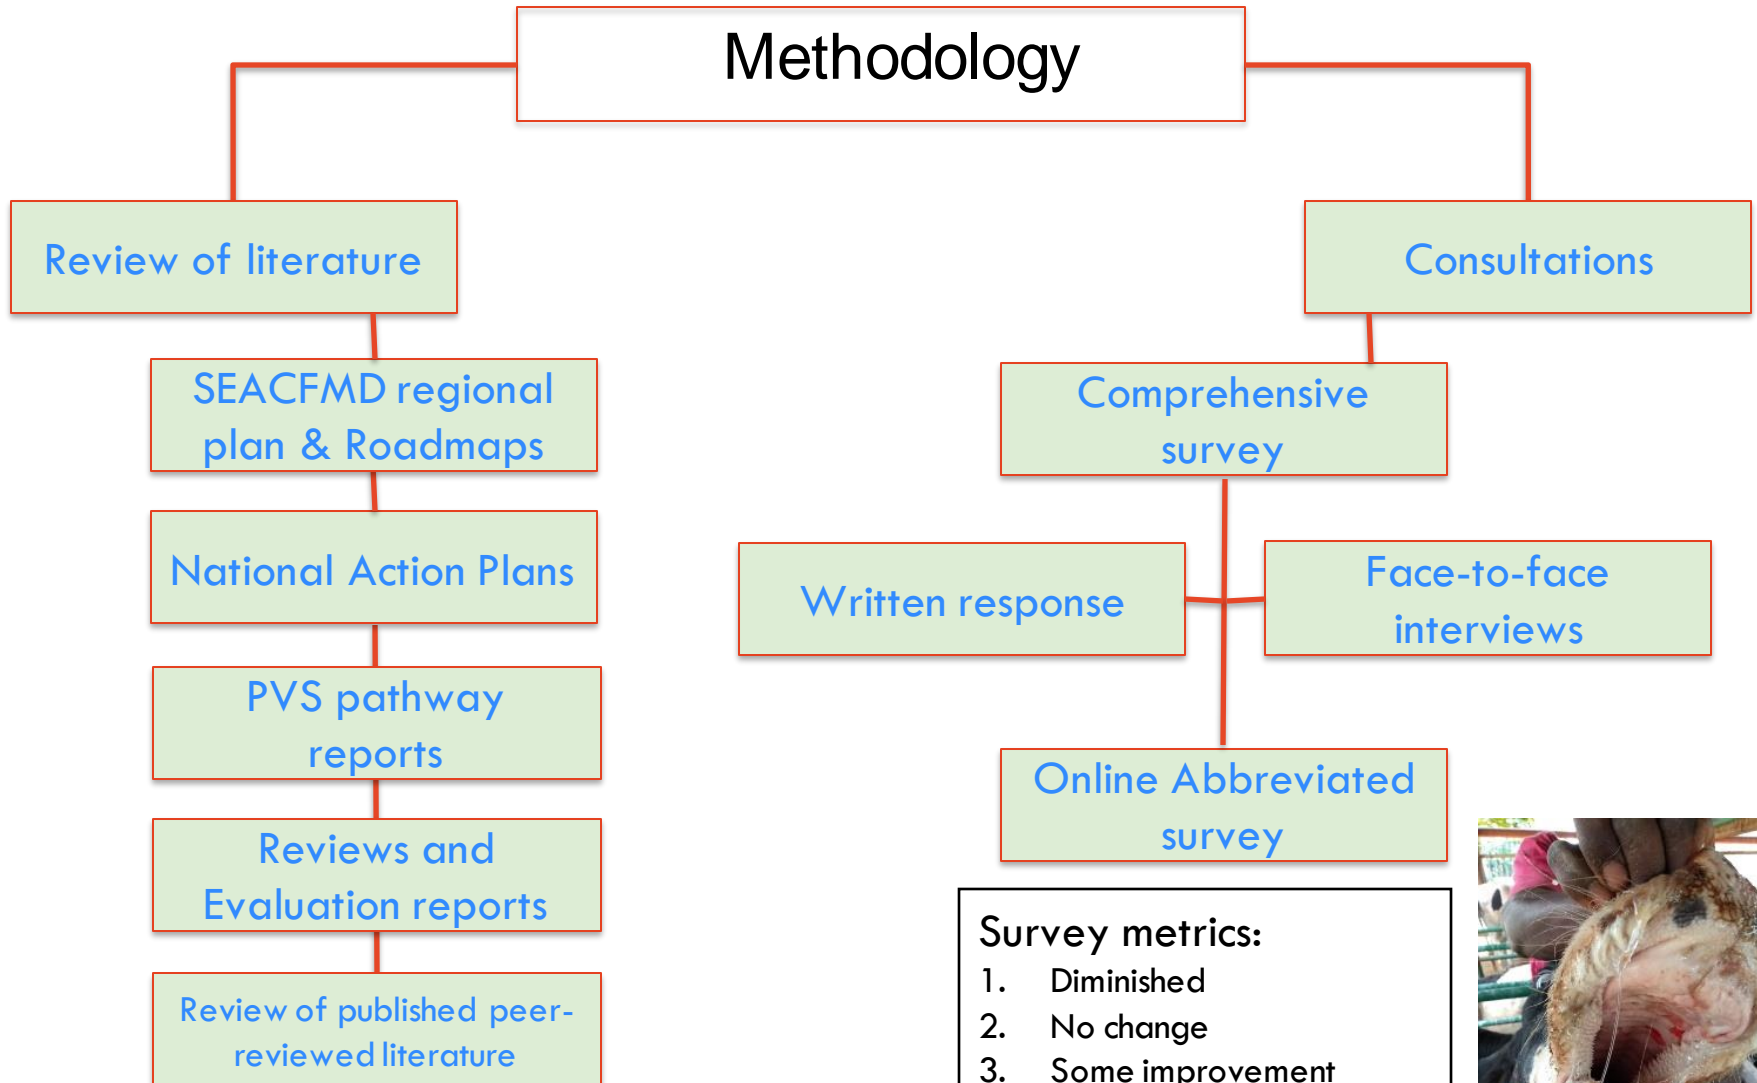 Methodology
Review of literature
Consultations
SEACFMD regional
plan & Roadmaps
National Action Plans
PVS pathway
reports
Reviews and
Evaluation reports
Review of published peer-
reviewed literature
Comprehensive
survey
Written response
Face-to-face
interviews
Online Abbreviated
survey
Survey metrics:
1. Diminished
2. No change
3. Some improvement